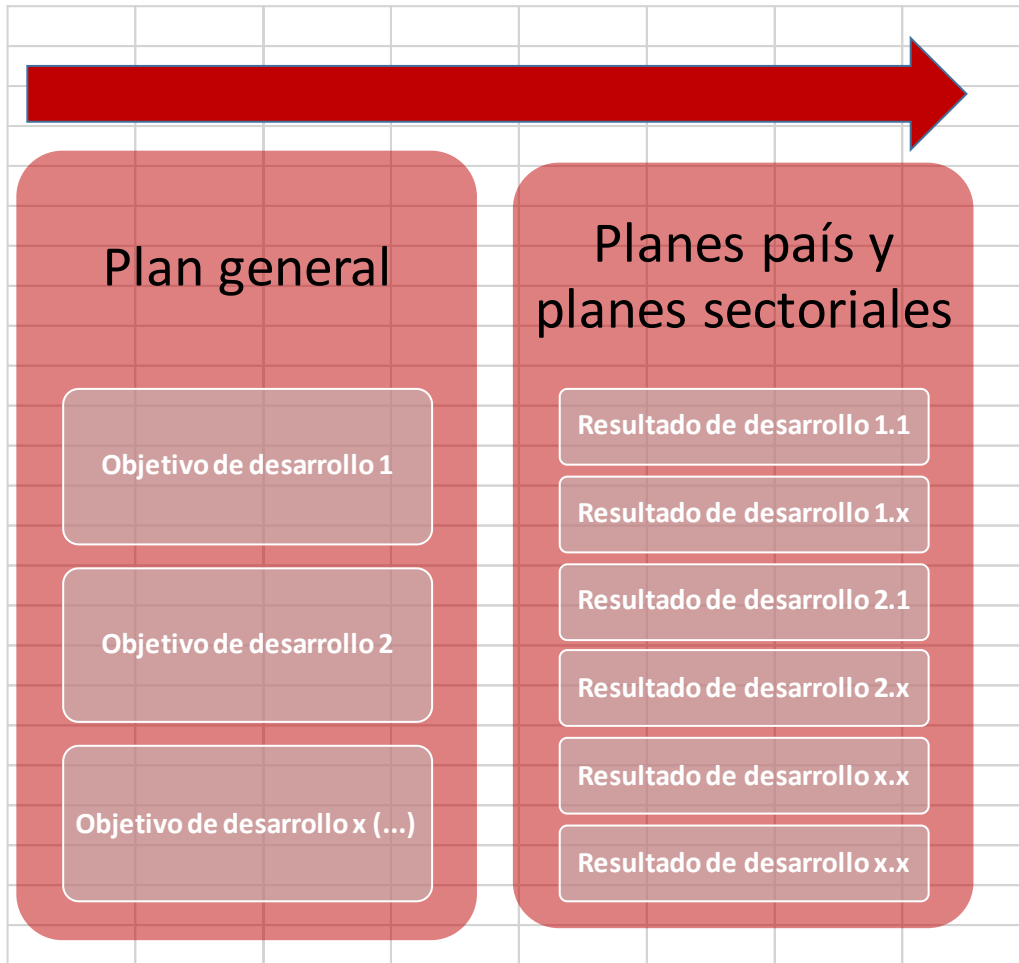 Plan general
Objetivo de desarrollo 1
Objetivo de desarrollo 2
Objetivo de desarrollo x (...)
Planes país y
planes sectoriales
Resultado de desarrollo 1.1
Resultado de desarrollo 1.x
Resultado de desarrollo 2.1
Resultado de desarrollo 2.x
Resultado de desarrollo x.x
Resultado de desarrollo x.x